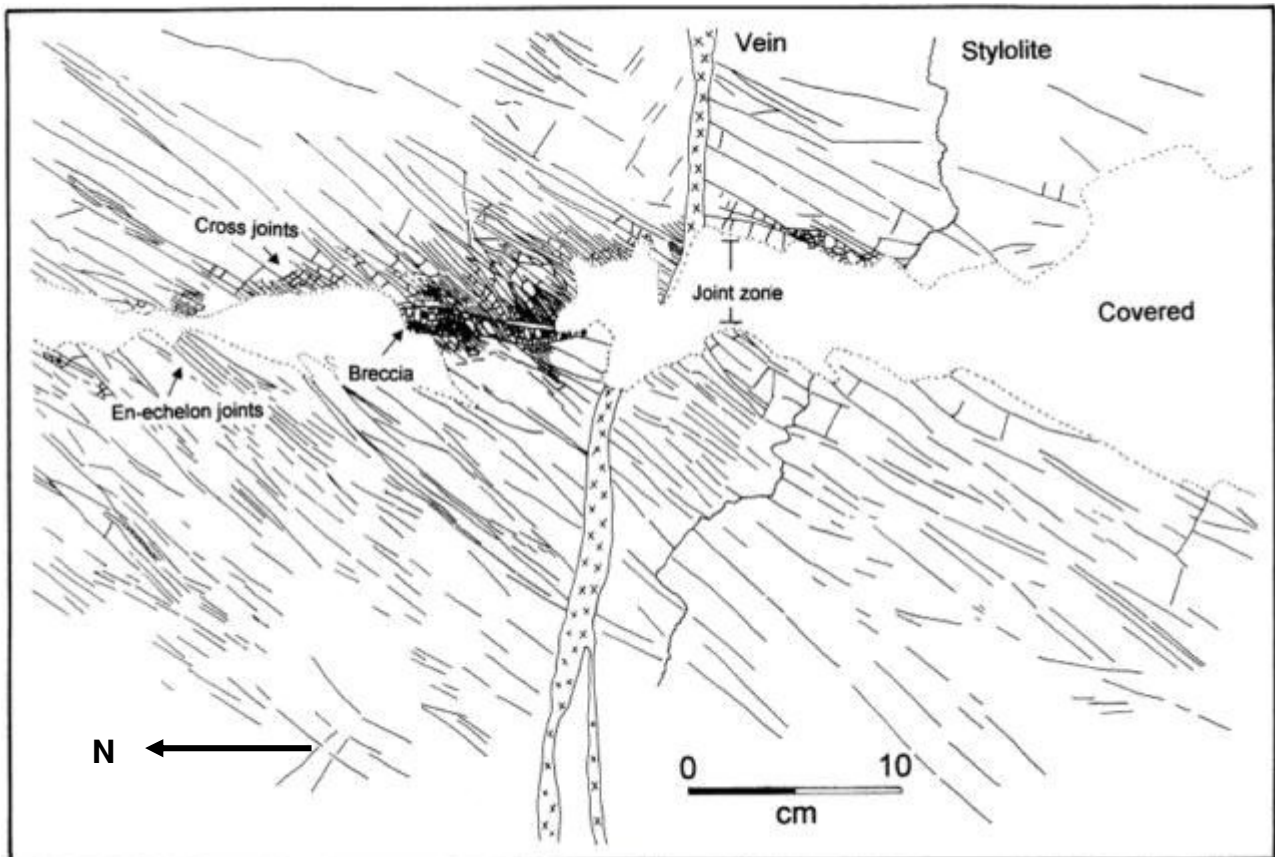 Vein
Stylolite
Cross joints
Joint zone
Covered
Breccia
En-echelon joints
N
0 10
cm